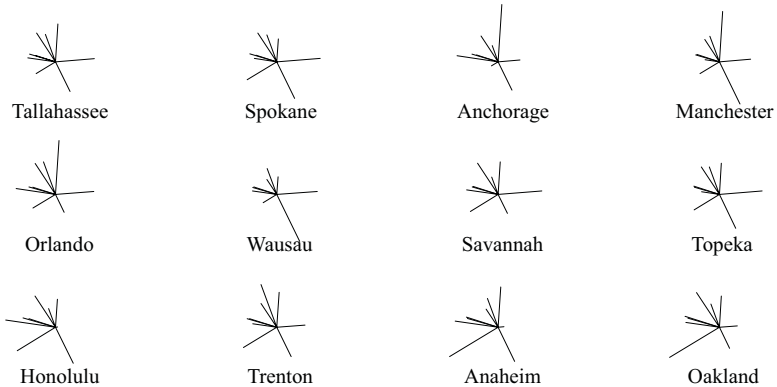 Tallahassee
Spokane
Anchorage
Manchester
Orlando
Wausau
Savannah
Topeka
Honolulu
Trenton
Anaheim
Oakland